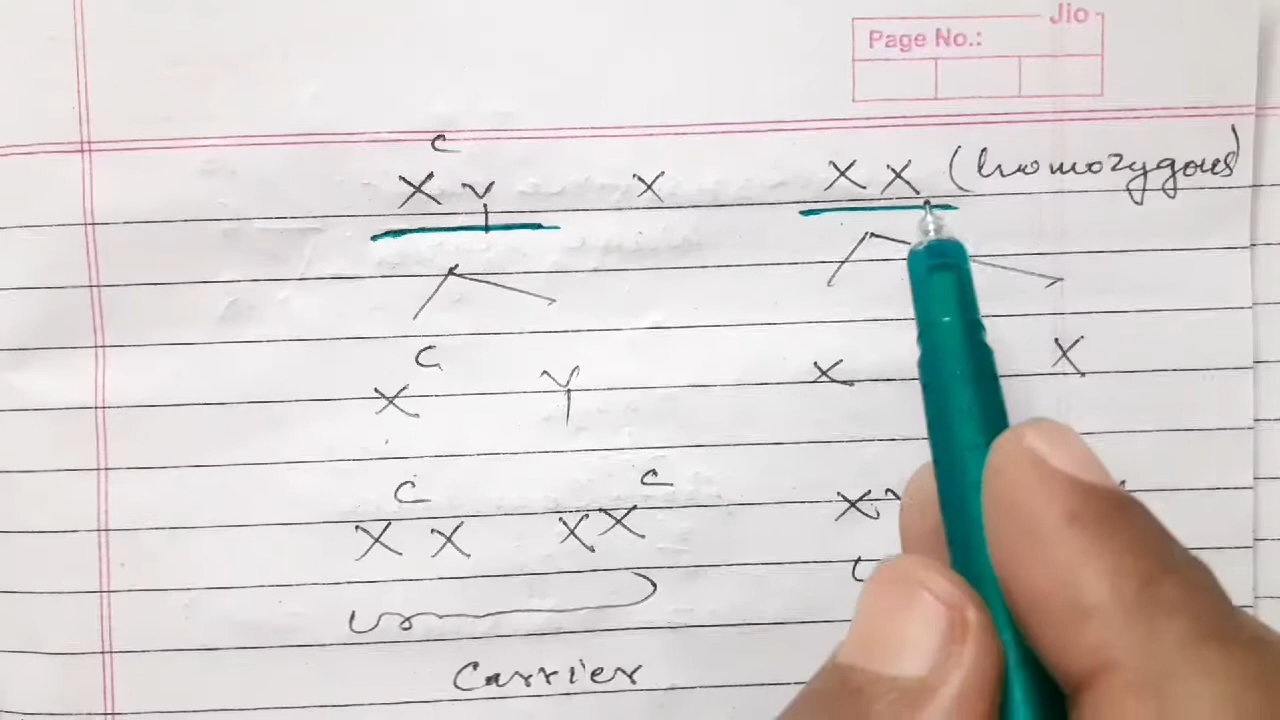 Jio
Page No.:
C
X Y X X X (homozygous)
C
X Y X X
C C
X X X X X
Carrier